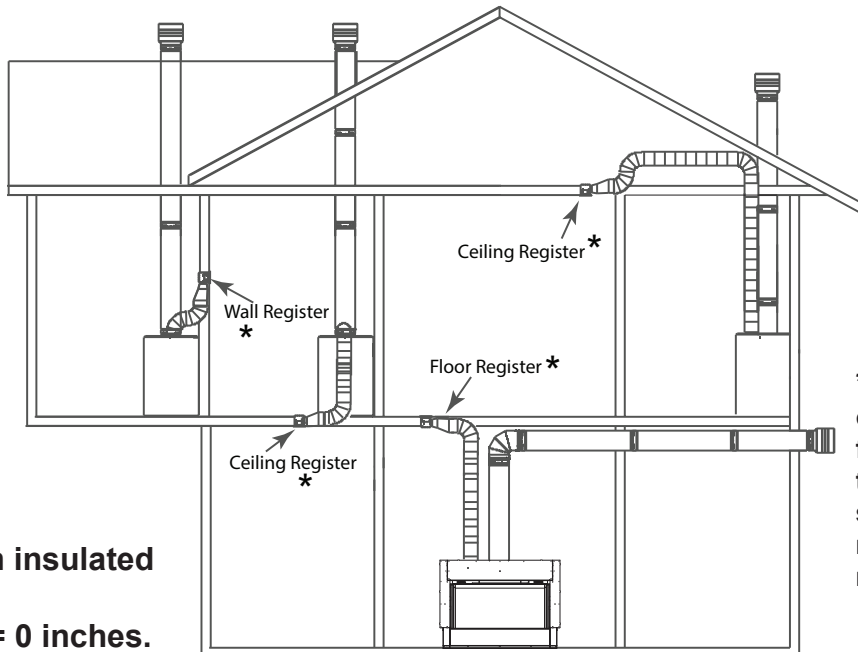 Ceiling Register *
Wall Register
*
Floor Register *
Ceiling Register
*
insulated
= 0 inches.